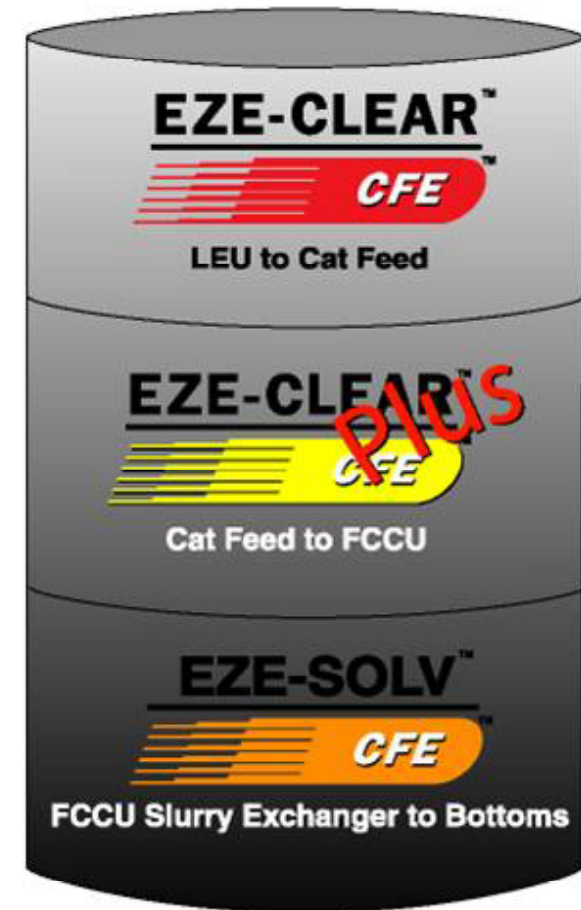 EZE-CLEAR™
CFE™
LEU to Cat Feed
EZE-CLEAR™ Plus
CFE™
Cat Feed to FCCU
EZE-SOLV™
CFE™
FCCU Slurry Exchanger to Bottoms